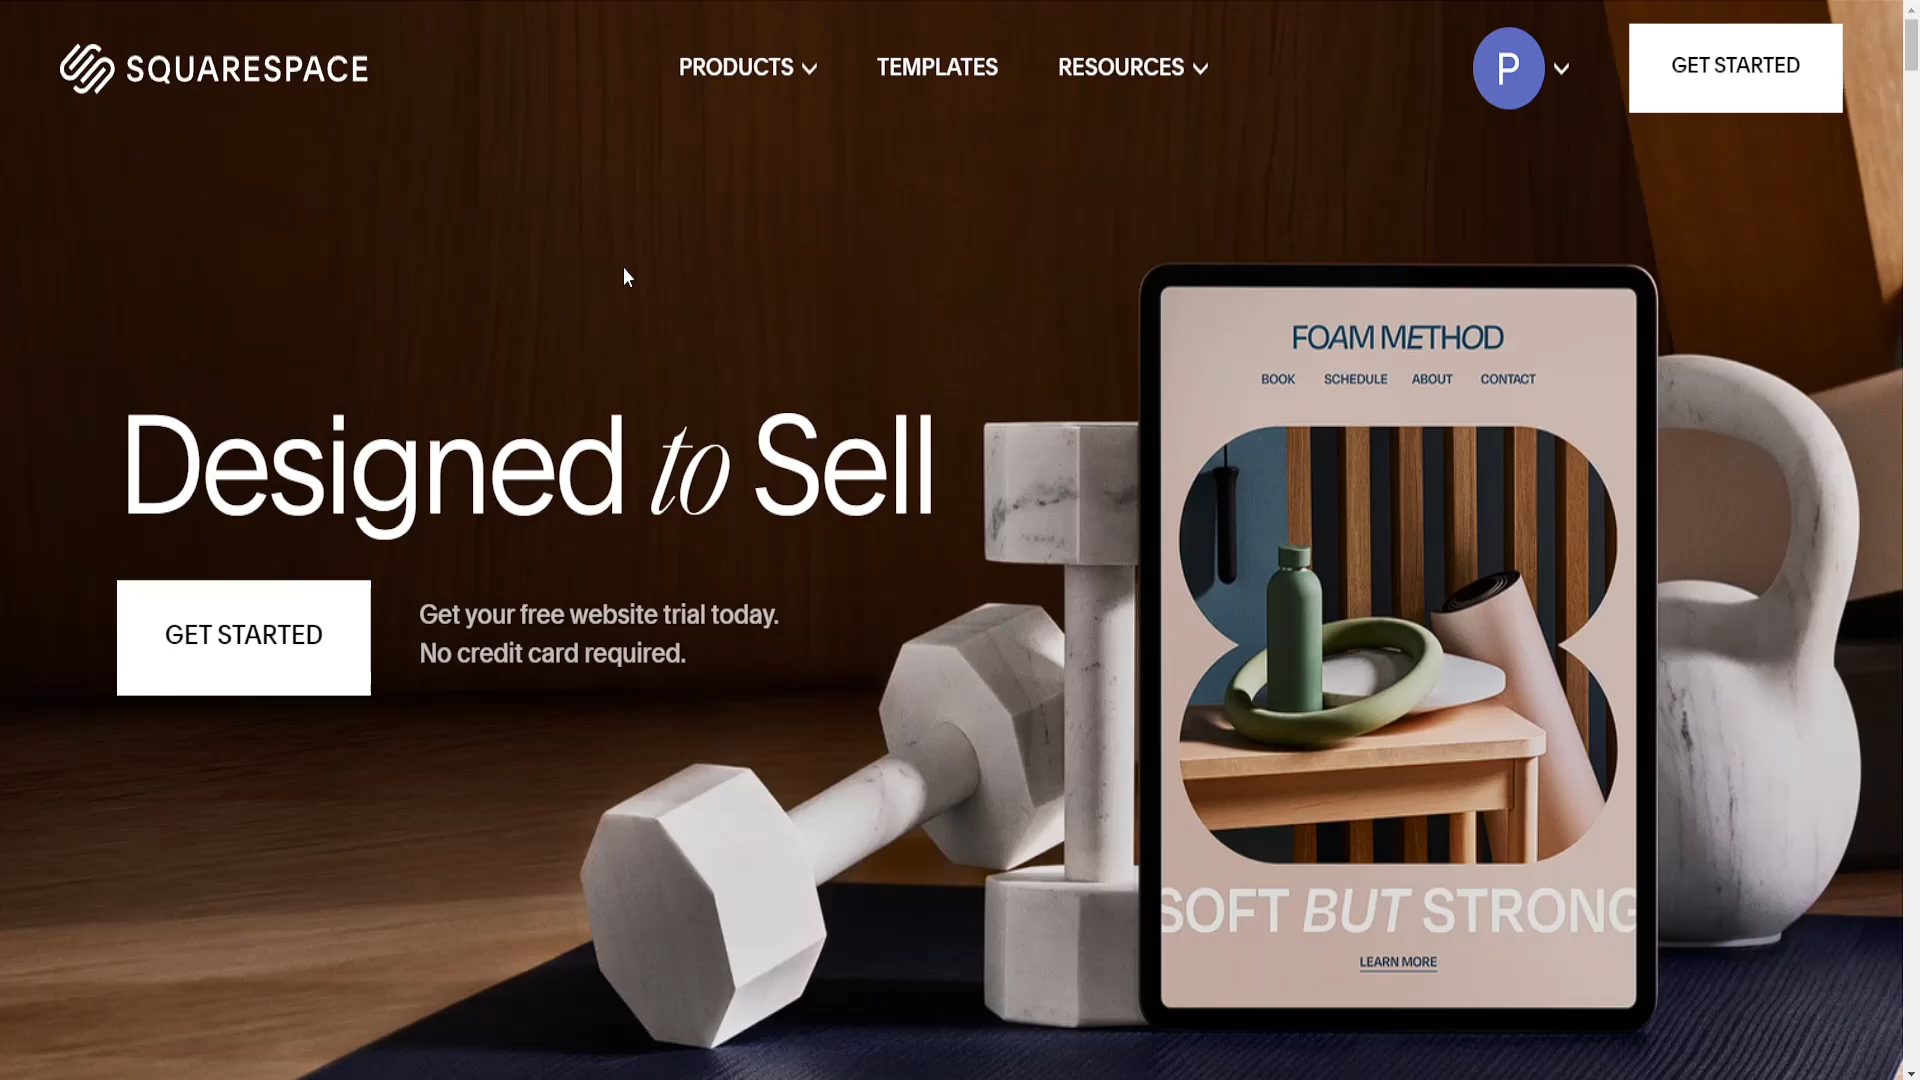 SQUARESPACE
PRODUCTS
TEMPLATES
RESOURCES
P
GET STARTED
Designed to Sell
GET STARTED
Get your free website trial today.
No credit card required.
FOAM METHOD
BOOK SCHEDULE ABOUT CONTACT
SOFT BUT STRONG
LEARN MORE